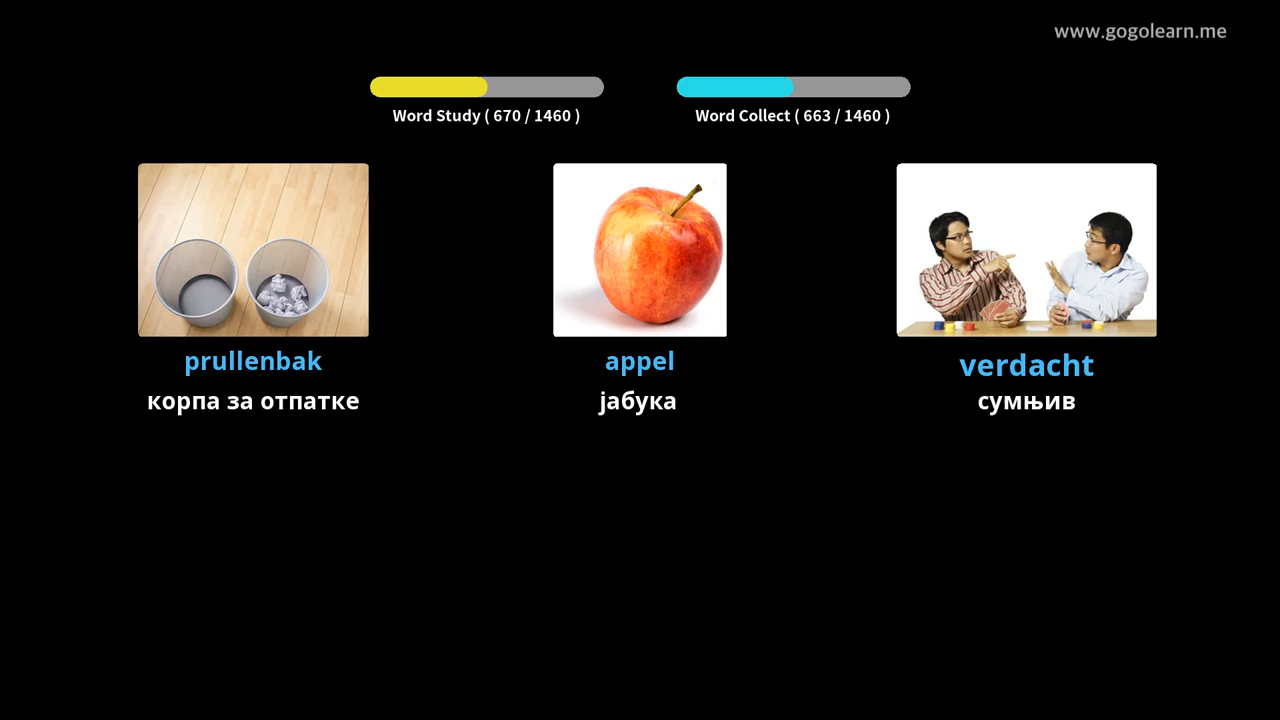 www.gogolearn.me
Word Study ( 670 / 1460 )
Word Collect ( 663 / 1460 )
prullenbak
appel
verdacht
корпа за отпатке
јабука
сумњив